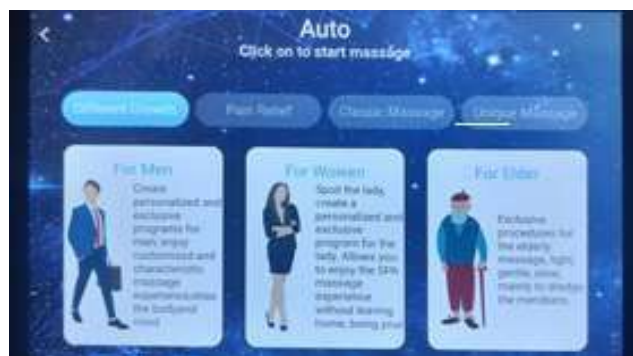 Auto
Click on to start massage
Different Crowds
Pain Relief
Classic Massage
Unique Massage
For Men
Create
personalized and
exclusive
programs for
men, enjoy
customized and
characteristic
massage
the body and
mind
For Women
Spoil the lady,
create a
personalized and
exclusive
program for the
lady. Allows you
to enjoy the SPA
massage
experience
without leaving
home, bring your
For Elder
Exclusive
procedures for
the elderly
massage, light,
gentle, slow,
mainly to dredge
the meridians.